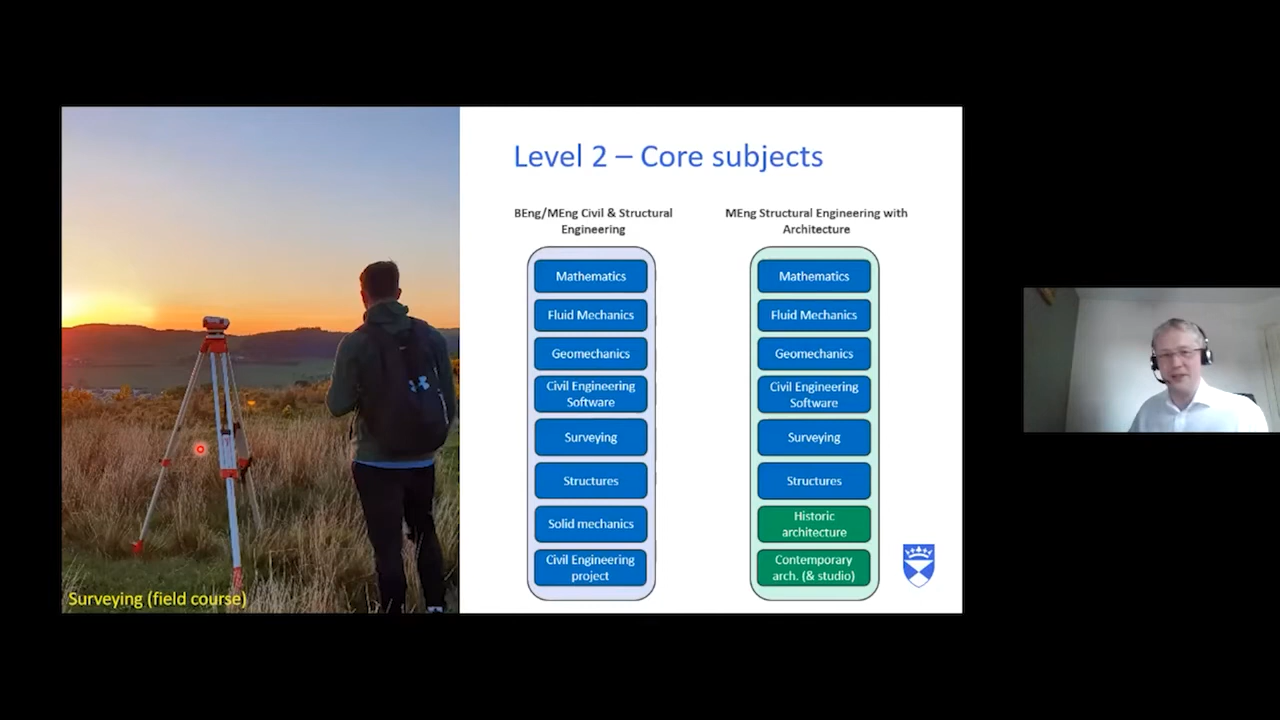 Level 2 – Core subjects
BEng/MEng Civil & Structural
Engineering
Mathematics
Fluid Mechanics
Geomechanics
Civil Engineering
Software
Surveying
Structures
Solid mechanics
Civil Engineering
project
MEng Structural Engineering with
Architecture
Mathematics
Fluid Mechanics
Geomechanics
Civil Engineering
Software
Surveying
Structures
Historic
architecture
Contemporary
arch. (& studio)
Surveying (field course)